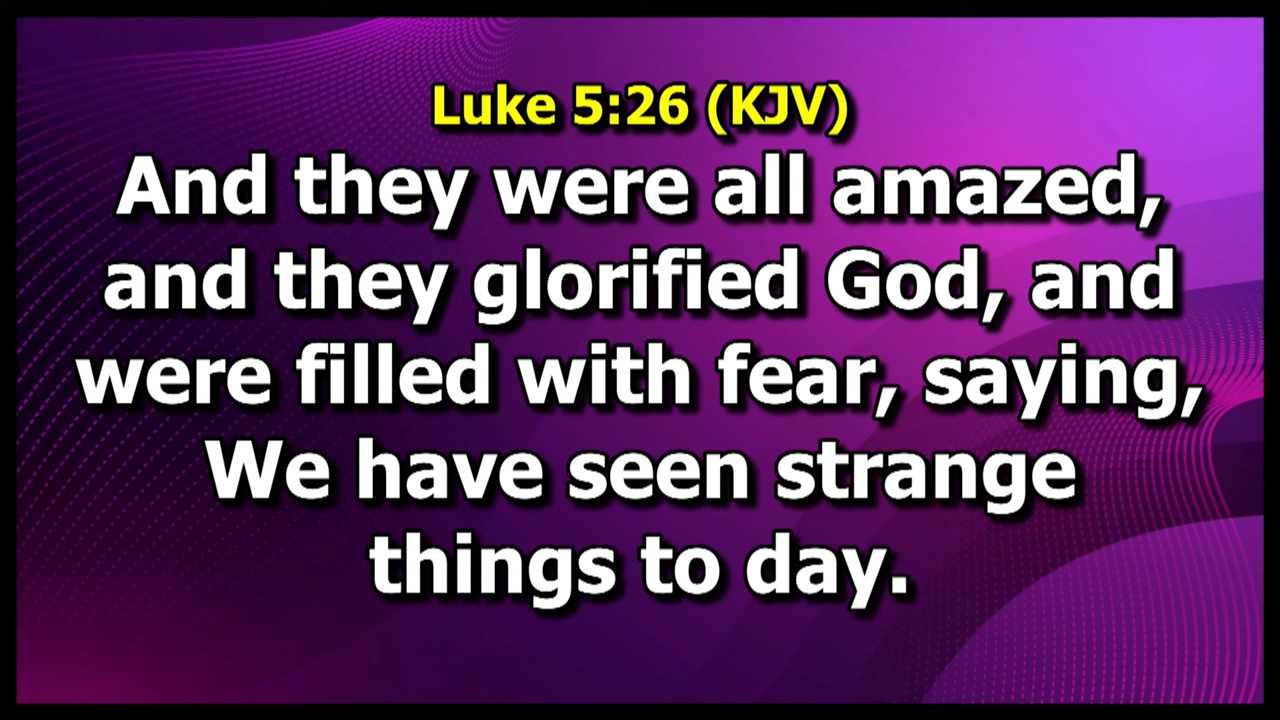 Luke 5:26 (KJV)
And they were all amazed,
and they glorified God, and
were filled with fear, saying,
We have seen strange
things to day.